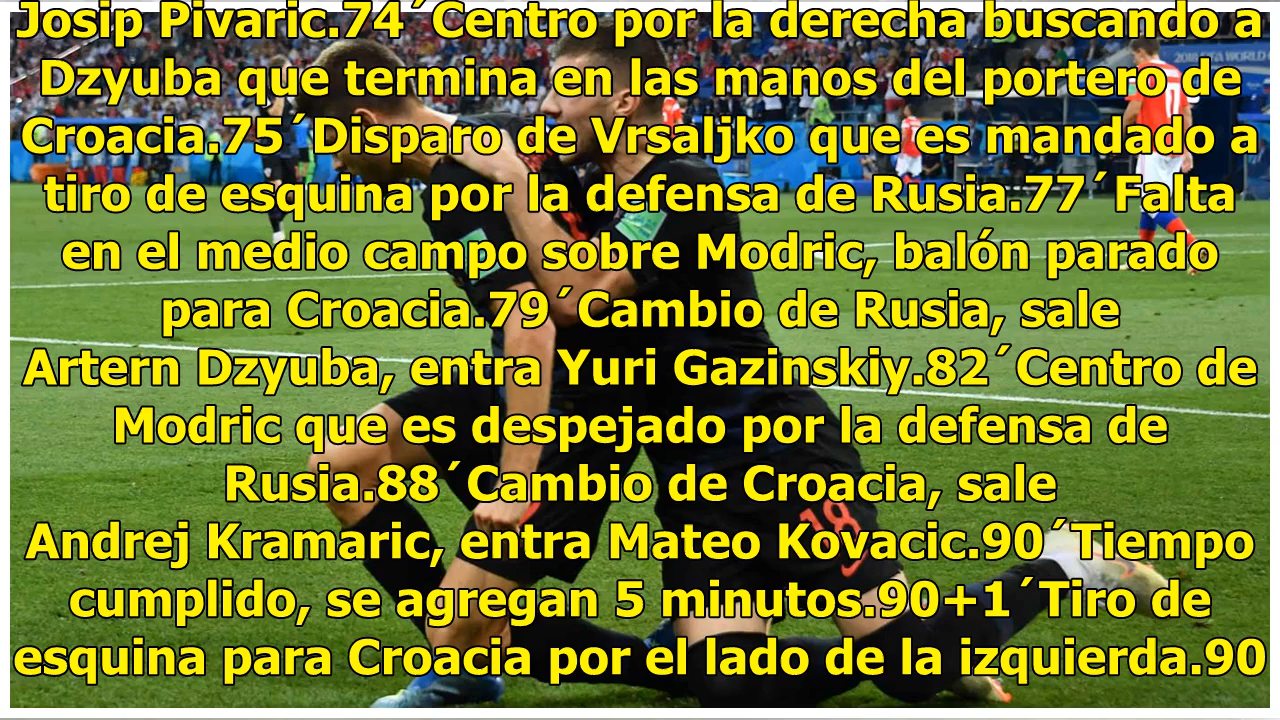 Josip Pivaric.74´Centro por la derecha buscando a
Dzyuba que termina en las manos del portero de
Croacia.75´Disparo de Vrsaljko que es mandado a
tiro de esquina por la defensa de Rusia.77´Falta
en el medio campo sobre Modric, balón parado
para Croacia.79´Cambio de Rusia, sale
Artern Dzyuba, entra Yuri Gazinskiy.82´Centro de
Modric que es despejado por la defensa de
Rusia.88´Cambio de Croacia, sale
Andrej Kramaric, entra Mateo Kovacic.90´Tiempo
cumplido, se agregan 5 minutos.90+1´Tiro de
esquina para Croacia por el lado de la izquierda.90
2018 FIFA WORLD
11
18